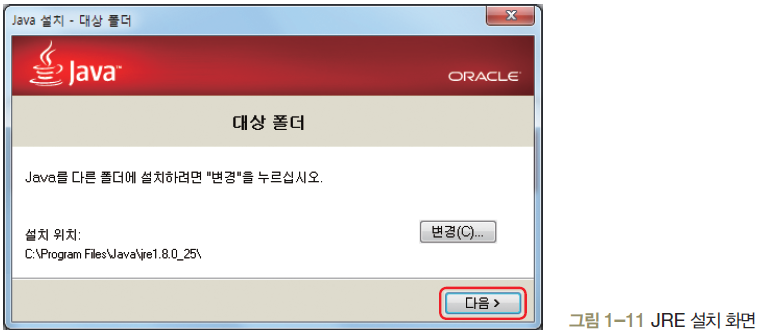 Java 설치 - 대상 폴더
Java™
ORACLE
대상 폴더
Java를 다른 폴더에 설치하려면 "변경"을 누르십시오.
설치 위치:
변경(C)...
C:\Program Files\Java\jre1.8.0_25\
다음 >
그림 1-11 JRE 설치 화면